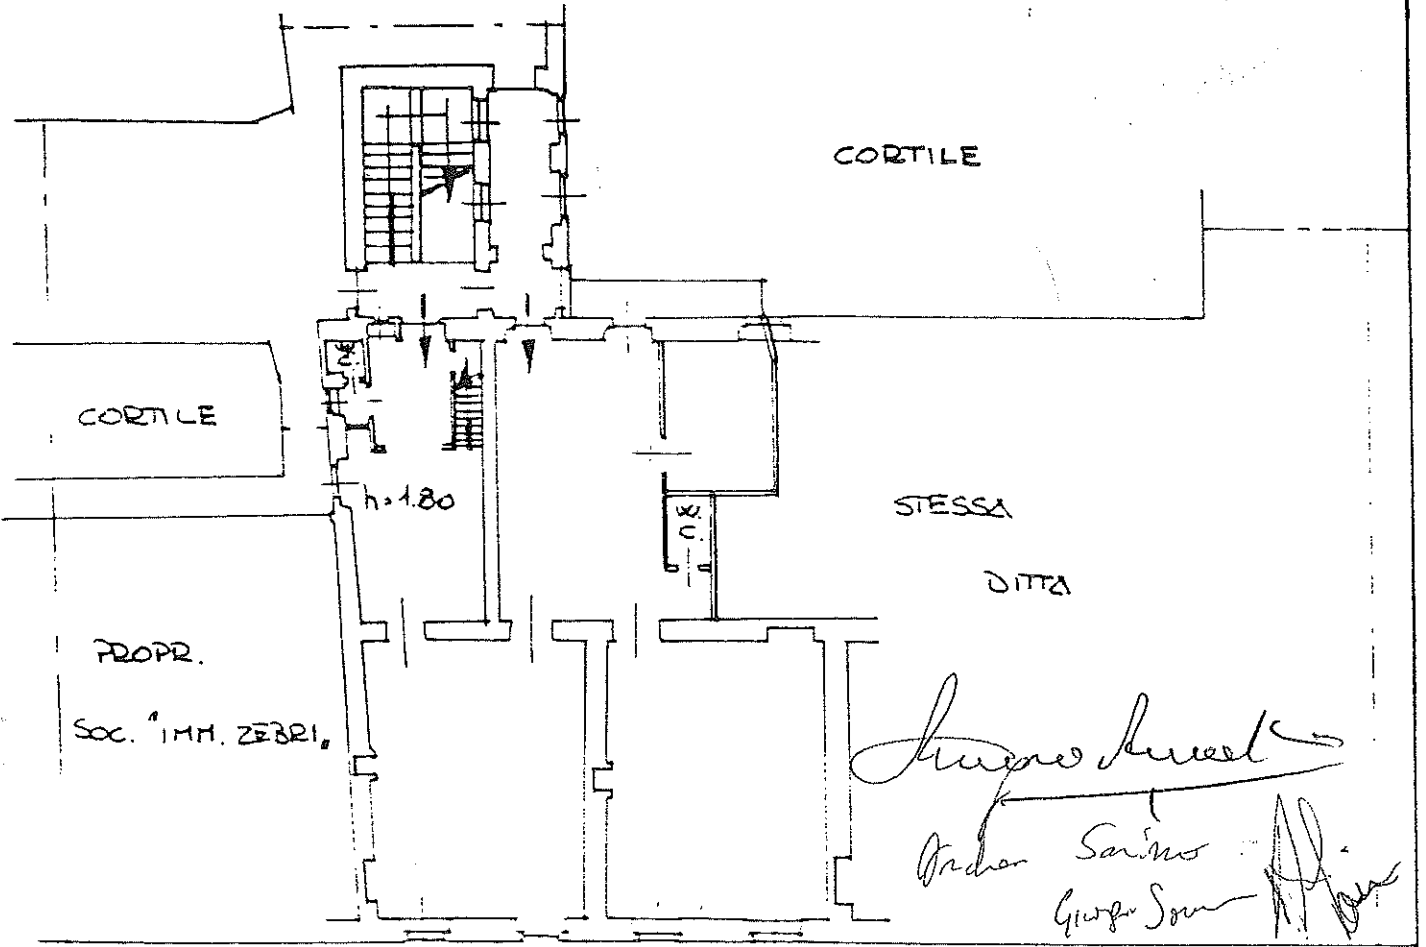 CORTILE
W.C.
CORTILE
h=1.80
W.C.
STESSA
DITTA
PROPR.
SOC. "IMM. ZEBRI"